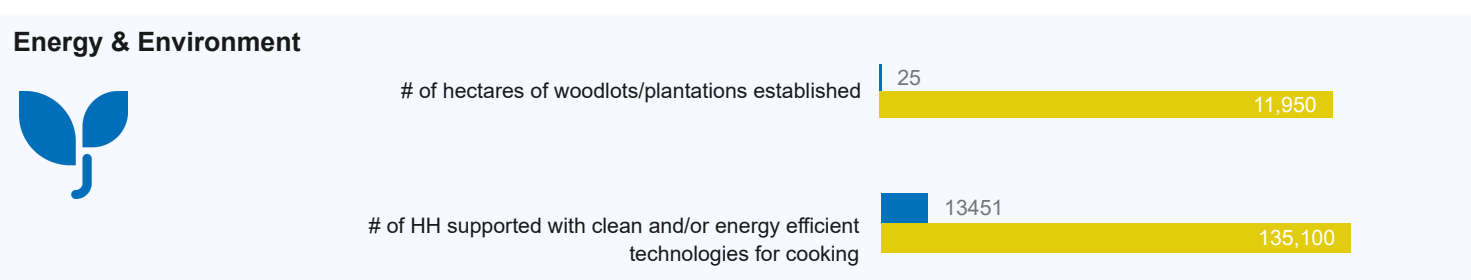 Energy & Environment
# of hectares of woodlots/plantations established
25
11,950
# of HH supported with clean and/or energy efficient
technologies for cooking
13451
135,100